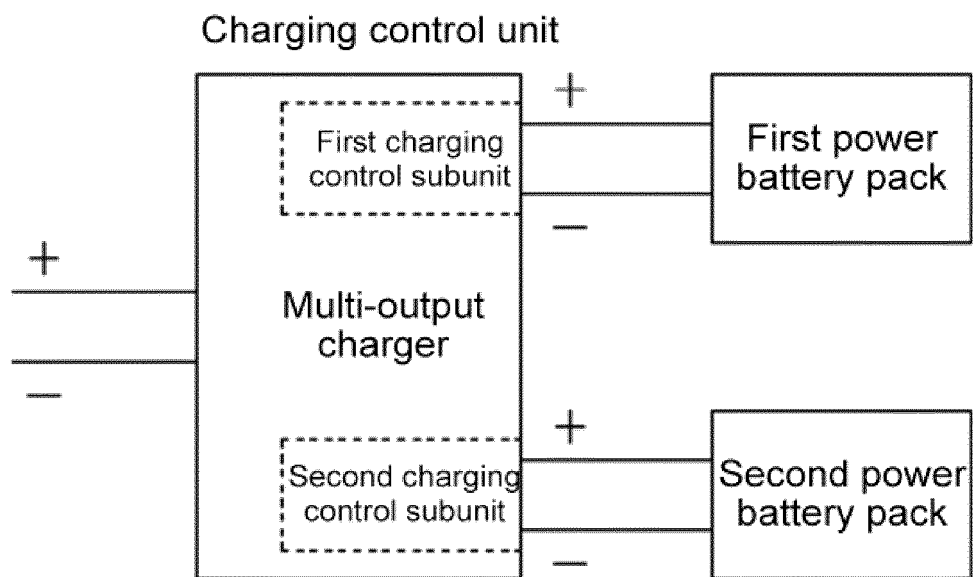 Charging control unit
+
First charging
control subunit
First power
battery pack
−
+
Multi-output
charger
−
+
Second charging
control subunit
Second power
battery pack
−